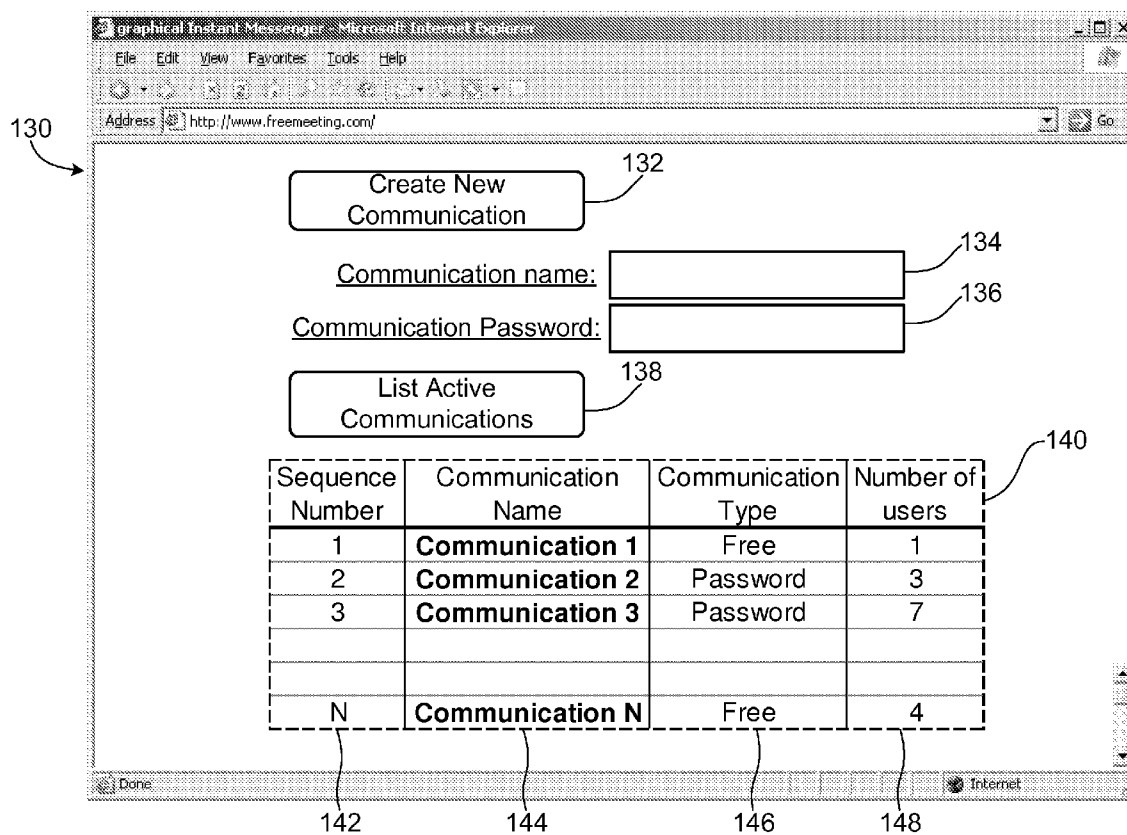 graphical Instant Messenger - Microsoft Internet Explorer
File Edit View Favorites Tools Help
Address http://www.freemeeting.com/ Go
130
Create New
Communication
132
Communication name:
134
Communication Password:
136
List Active
Communications
138
140
Sequence Number Communication Name Communication Type Number of users
1 Communication 1 Free 1
2 Communication 2 Password 3
3 Communication 3 Password 7
N Communication N Free 4
Done Internet
142 144 146 148